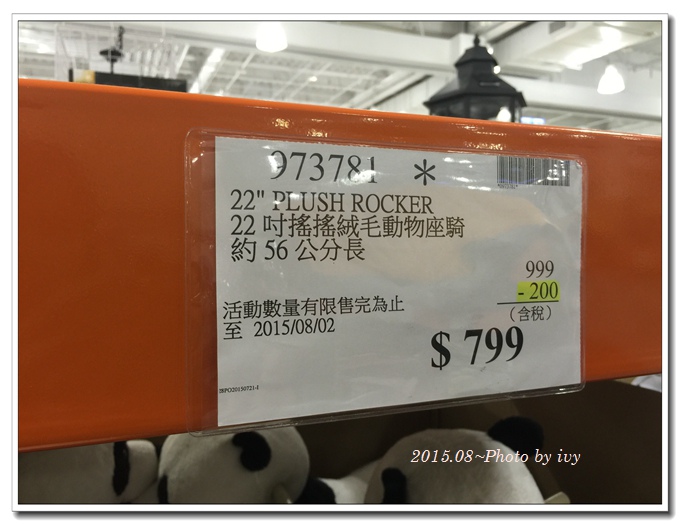 973781 *
22" PLUSH ROCKER
22 吋搖搖絨毛動物座騎
約 56 公分長
999
- 200
(含稅)
活動數量有限售完為止
至 2015/08/02
$ 799
2015.08~Photo by ivy